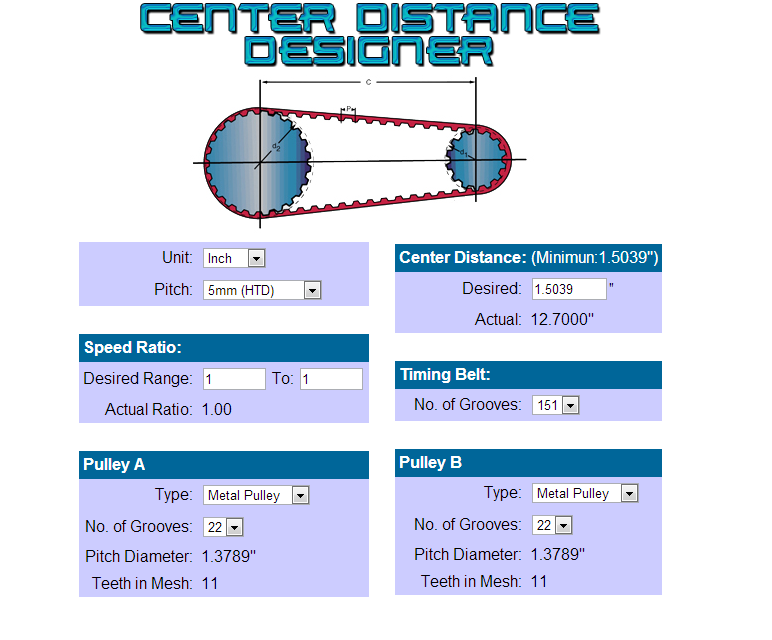 CENTER DISTANCE
DESIGNER
C
P
d2
d1
Unit: Inch
Pitch: 5mm (HTD)
Speed Ratio:
Desired Range: 1 To: 1
Actual Ratio: 1.00
Pulley A
Type: Metal Pulley
No. of Grooves: 22
Pitch Diameter: 1.3789"
Teeth in Mesh: 11
Center Distance: (Minimun:1.5039")
Desired: 1.5039 "
Actual: 12.7000"
Timing Belt:
No. of Grooves: 151
Pulley B
Type: Metal Pulley
No. of Grooves: 22
Pitch Diameter: 1.3789"
Teeth in Mesh: 11